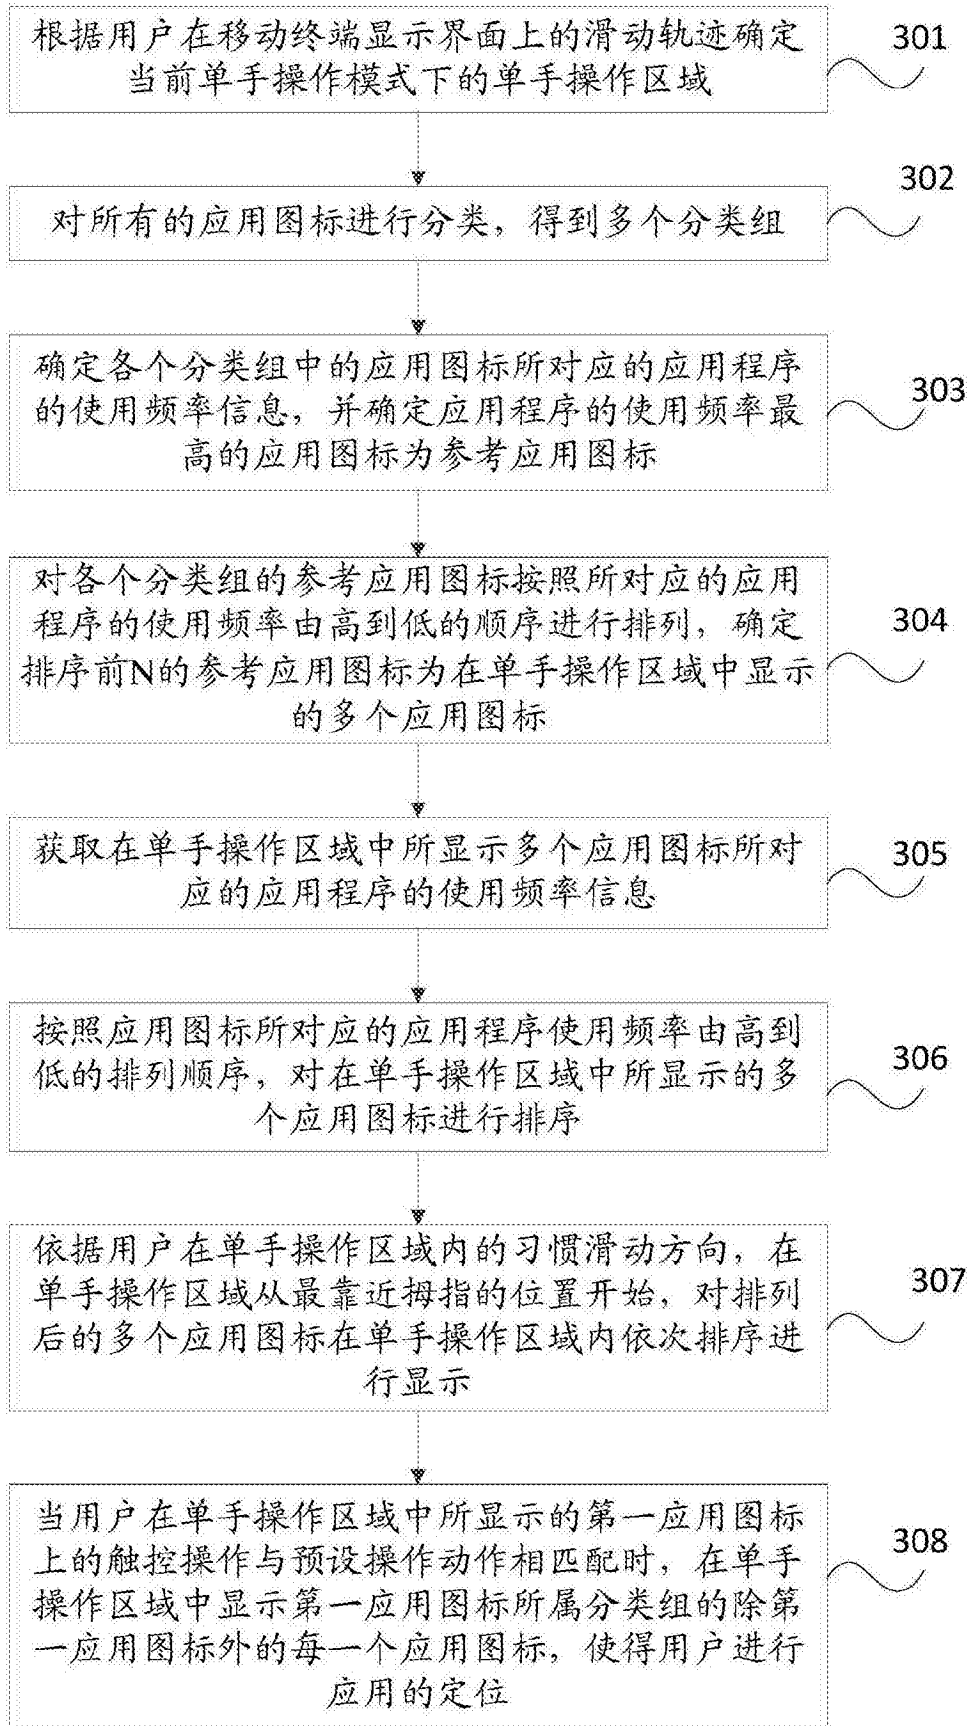 根据用户在移动终端显示界面上的滑动轨迹确定
当前单手操作模式下的单手操作区域
301
对所有的应用图标进行分类，得到多个分类组
302
确定各个分类组中的应用图标所对应的应用程序
的使用频率信息，并确定应用程序的使用频率最
高的应用图标为参考应用图标
303
对各个分类组的参考应用图标按照所对应的应用
程序的使用频率由高到低的顺序进行排列，确定
排序前N的参考应用图标为在单手操作区域中显示
的多个应用图标
304
获取在单手操作区域中所显示多个应用图标所对
应的应用程序的使用频率信息
305
按照应用图标所对应的应用程序使用频率由高到
低的排列顺序，对在单手操作区域中所显示的多
个应用图标进行排序
306
依据用户在单手操作区域内的习惯滑动方向，在
单手操作区域从最靠近拇指的位置开始，对排列
后的多个应用图标在单手操作区域内依次排序进
行显示
307
当用户在单手操作区域中所显示的第一应用图标
上的触控操作与预设操作动作相匹配时，在单手
操作区域中显示第一应用图标所属分类组的除第
一应用图标外的每一个应用图标，使得用户进行
应用的定位
308